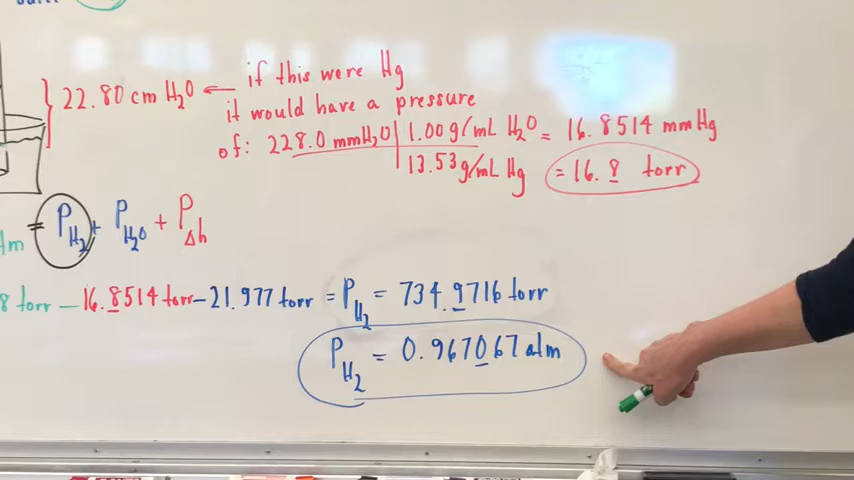 22.80 cm H₂O ← if this were Hg
it would have a pressure
of: 228.0 mm H₂O | 1.00 g/mL H₂O = 16.8514 mmHg
13.53 g/mL Hg = 16.8 torr
= P_H₂ + P_H₂O + P_Δh
8 torr — 16.8514 torr – 21.977 torr = P_H₂ = 734.9716 torr
P_H₂ = 0.967067 atm